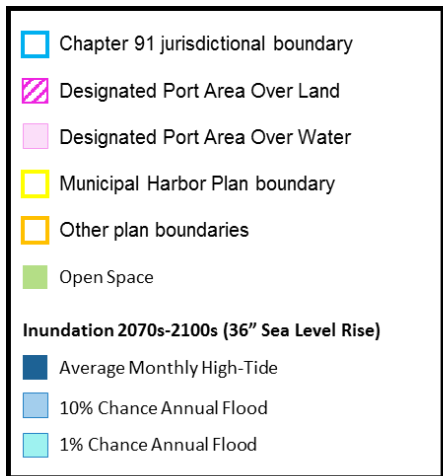 Chapter 91 jurisdictional boundary
Designated Port Area Over Land
Designated Port Area Over Water
Municipal Harbor Plan boundary
Other plan boundaries
Open Space
Inundation 2070s-2100s (36” Sea Level Rise)
Average Monthly High-Tide
10% Chance Annual Flood
1% Chance Annual Flood